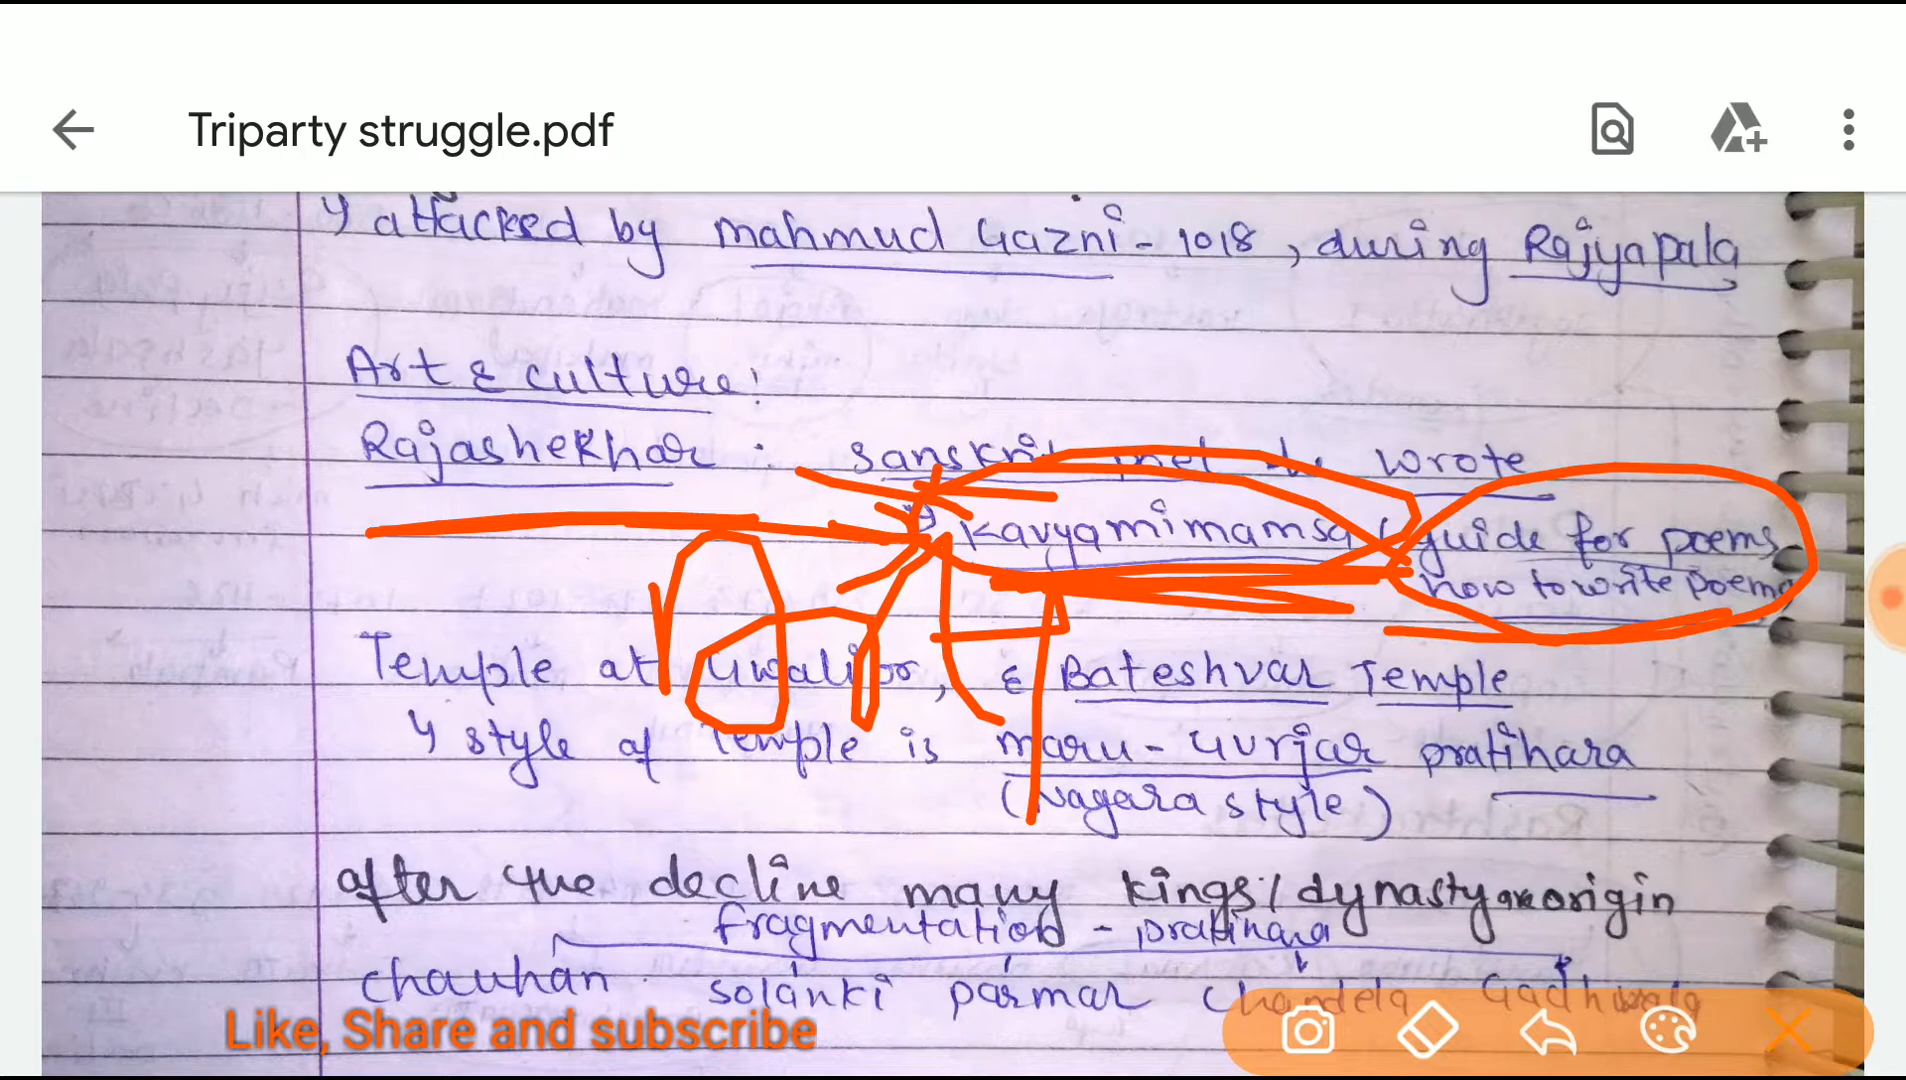 Triparty struggle.pdf
attacked by mahmud Gazni - 1018, during Rajyapala
Art & culture:
Rajashekhar : sanskrit wrote
Kavyamimamsa ( guide for poems
how to write poems
Temple at Gwalior, & Bateshvar Temple
style of Temple is maru - Gurjar pratihara
(Nagara style)
after the decline many kings / dynasty are origin
fragmentation - pratihara
chauhan solanki parmar chandela Gadhwala
Like, Share and subscribe